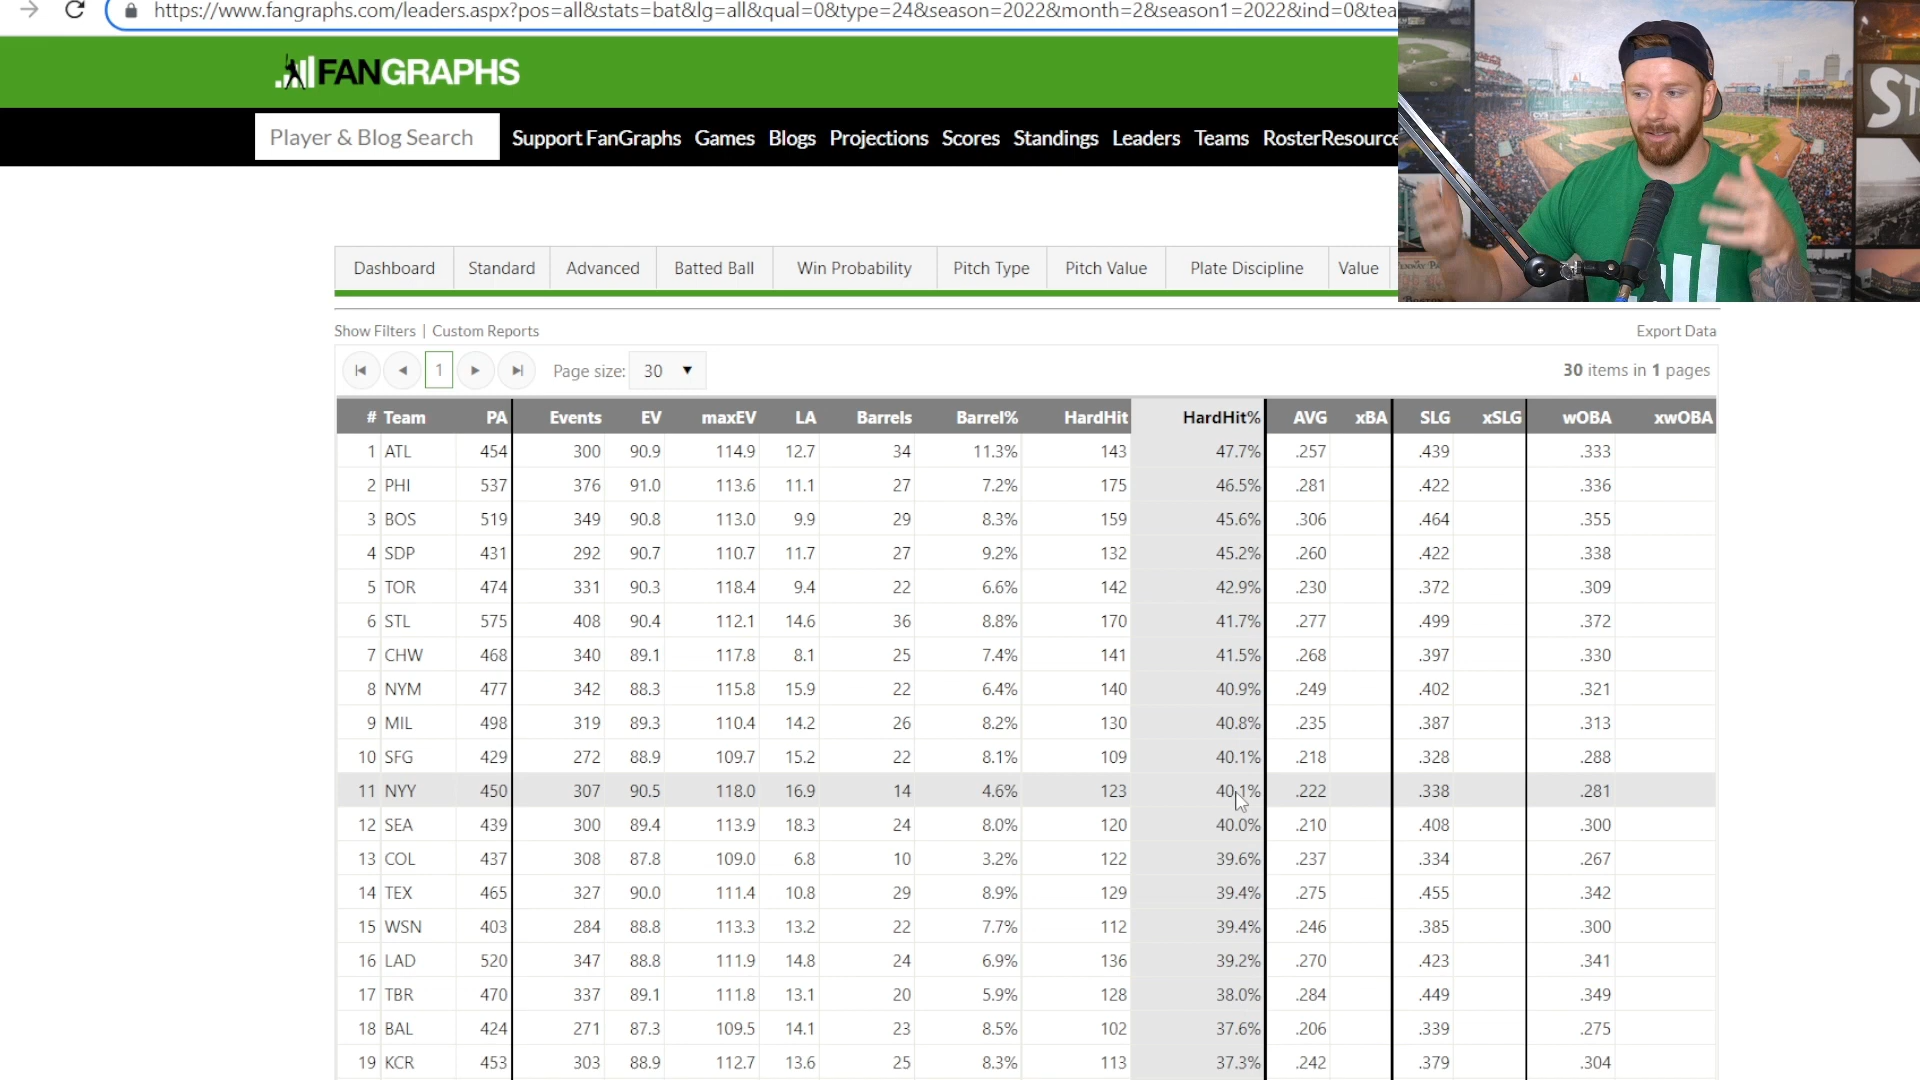 https://www.fangraphs.com/leaders.aspx?pos=all&stats=bat&lg=all&qual=0&type=24&season=2022&month=2&season1=2022&ind=0&tea
FANGRAPHS
Player & Blog Search Support FanGraphs Games Blogs Projections Scores Standings Leaders Teams RosterResource
ST
Dashboard Standard Advanced Batted Ball Win Probability Pitch Type Pitch Value Plate Discipline Value
Show Filters | Custom Reports Export Data
1 Page size: 30 30 items in 1 pages
# Team PA Events EV maxEV LA Barrels Barrel% HardHit HardHit% AVG xBA SLG xSLG wOBA xwOBA
1 ATL 454 300 90.9 114.9 12.7 34 11.3% 143 47.7% .257 .439 .333
2 PHI 537 376 91.0 113.6 11.1 27 7.2% 175 46.5% .281 .422 .336
3 BOS 519 349 90.8 113.0 9.9 29 8.3% 159 45.6% .306 .464 .355
4 SDP 431 292 90.7 110.7 11.7 27 9.2% 132 45.2% .260 .422 .338
5 TOR 474 331 90.3 118.4 9.4 22 6.6% 142 42.9% .230 .372 .309
6 STL 575 408 90.4 112.1 14.6 36 8.8% 170 41.7% .277 .499 .372
7 CHW 468 340 89.1 117.8 8.1 25 7.4% 141 41.5% .268 .397 .330
8 NYM 477 342 88.3 115.8 15.9 22 6.4% 140 40.9% .249 .402 .321
9 MIL 498 319 89.3 110.4 14.2 26 8.2% 130 40.8% .235 .387 .313
10 SFG 429 272 88.9 109.7 15.2 22 8.1% 109 40.1% .218 .328 .288
11 NYY 450 307 90.5 118.0 16.9 14 4.6% 123 40.1% .222 .338 .281
12 SEA 439 300 89.4 113.9 18.3 24 8.0% 120 40.0% .210 .408 .300
13 COL 437 308 87.8 109.0 6.8 10 3.2% 122 39.6% .237 .334 .267
14 TEX 465 327 90.0 111.4 10.8 29 8.9% 129 39.4% .275 .455 .342
15 WSN 403 284 88.8 113.3 13.2 22 7.7% 112 39.4% .246 .385 .300
16 LAD 520 347 88.8 111.9 14.8 24 6.9% 136 39.2% .270 .423 .341
17 TBR 470 337 89.1 111.8 13.1 20 5.9% 128 38.0% .284 .449 .349
18 BAL 424 271 87.3 109.5 14.1 23 8.5% 102 37.6% .206 .339 .275
19 KCR 453 303 88.9 112.7 13.6 25 8.3% 113 37.3% .242 .379 .304